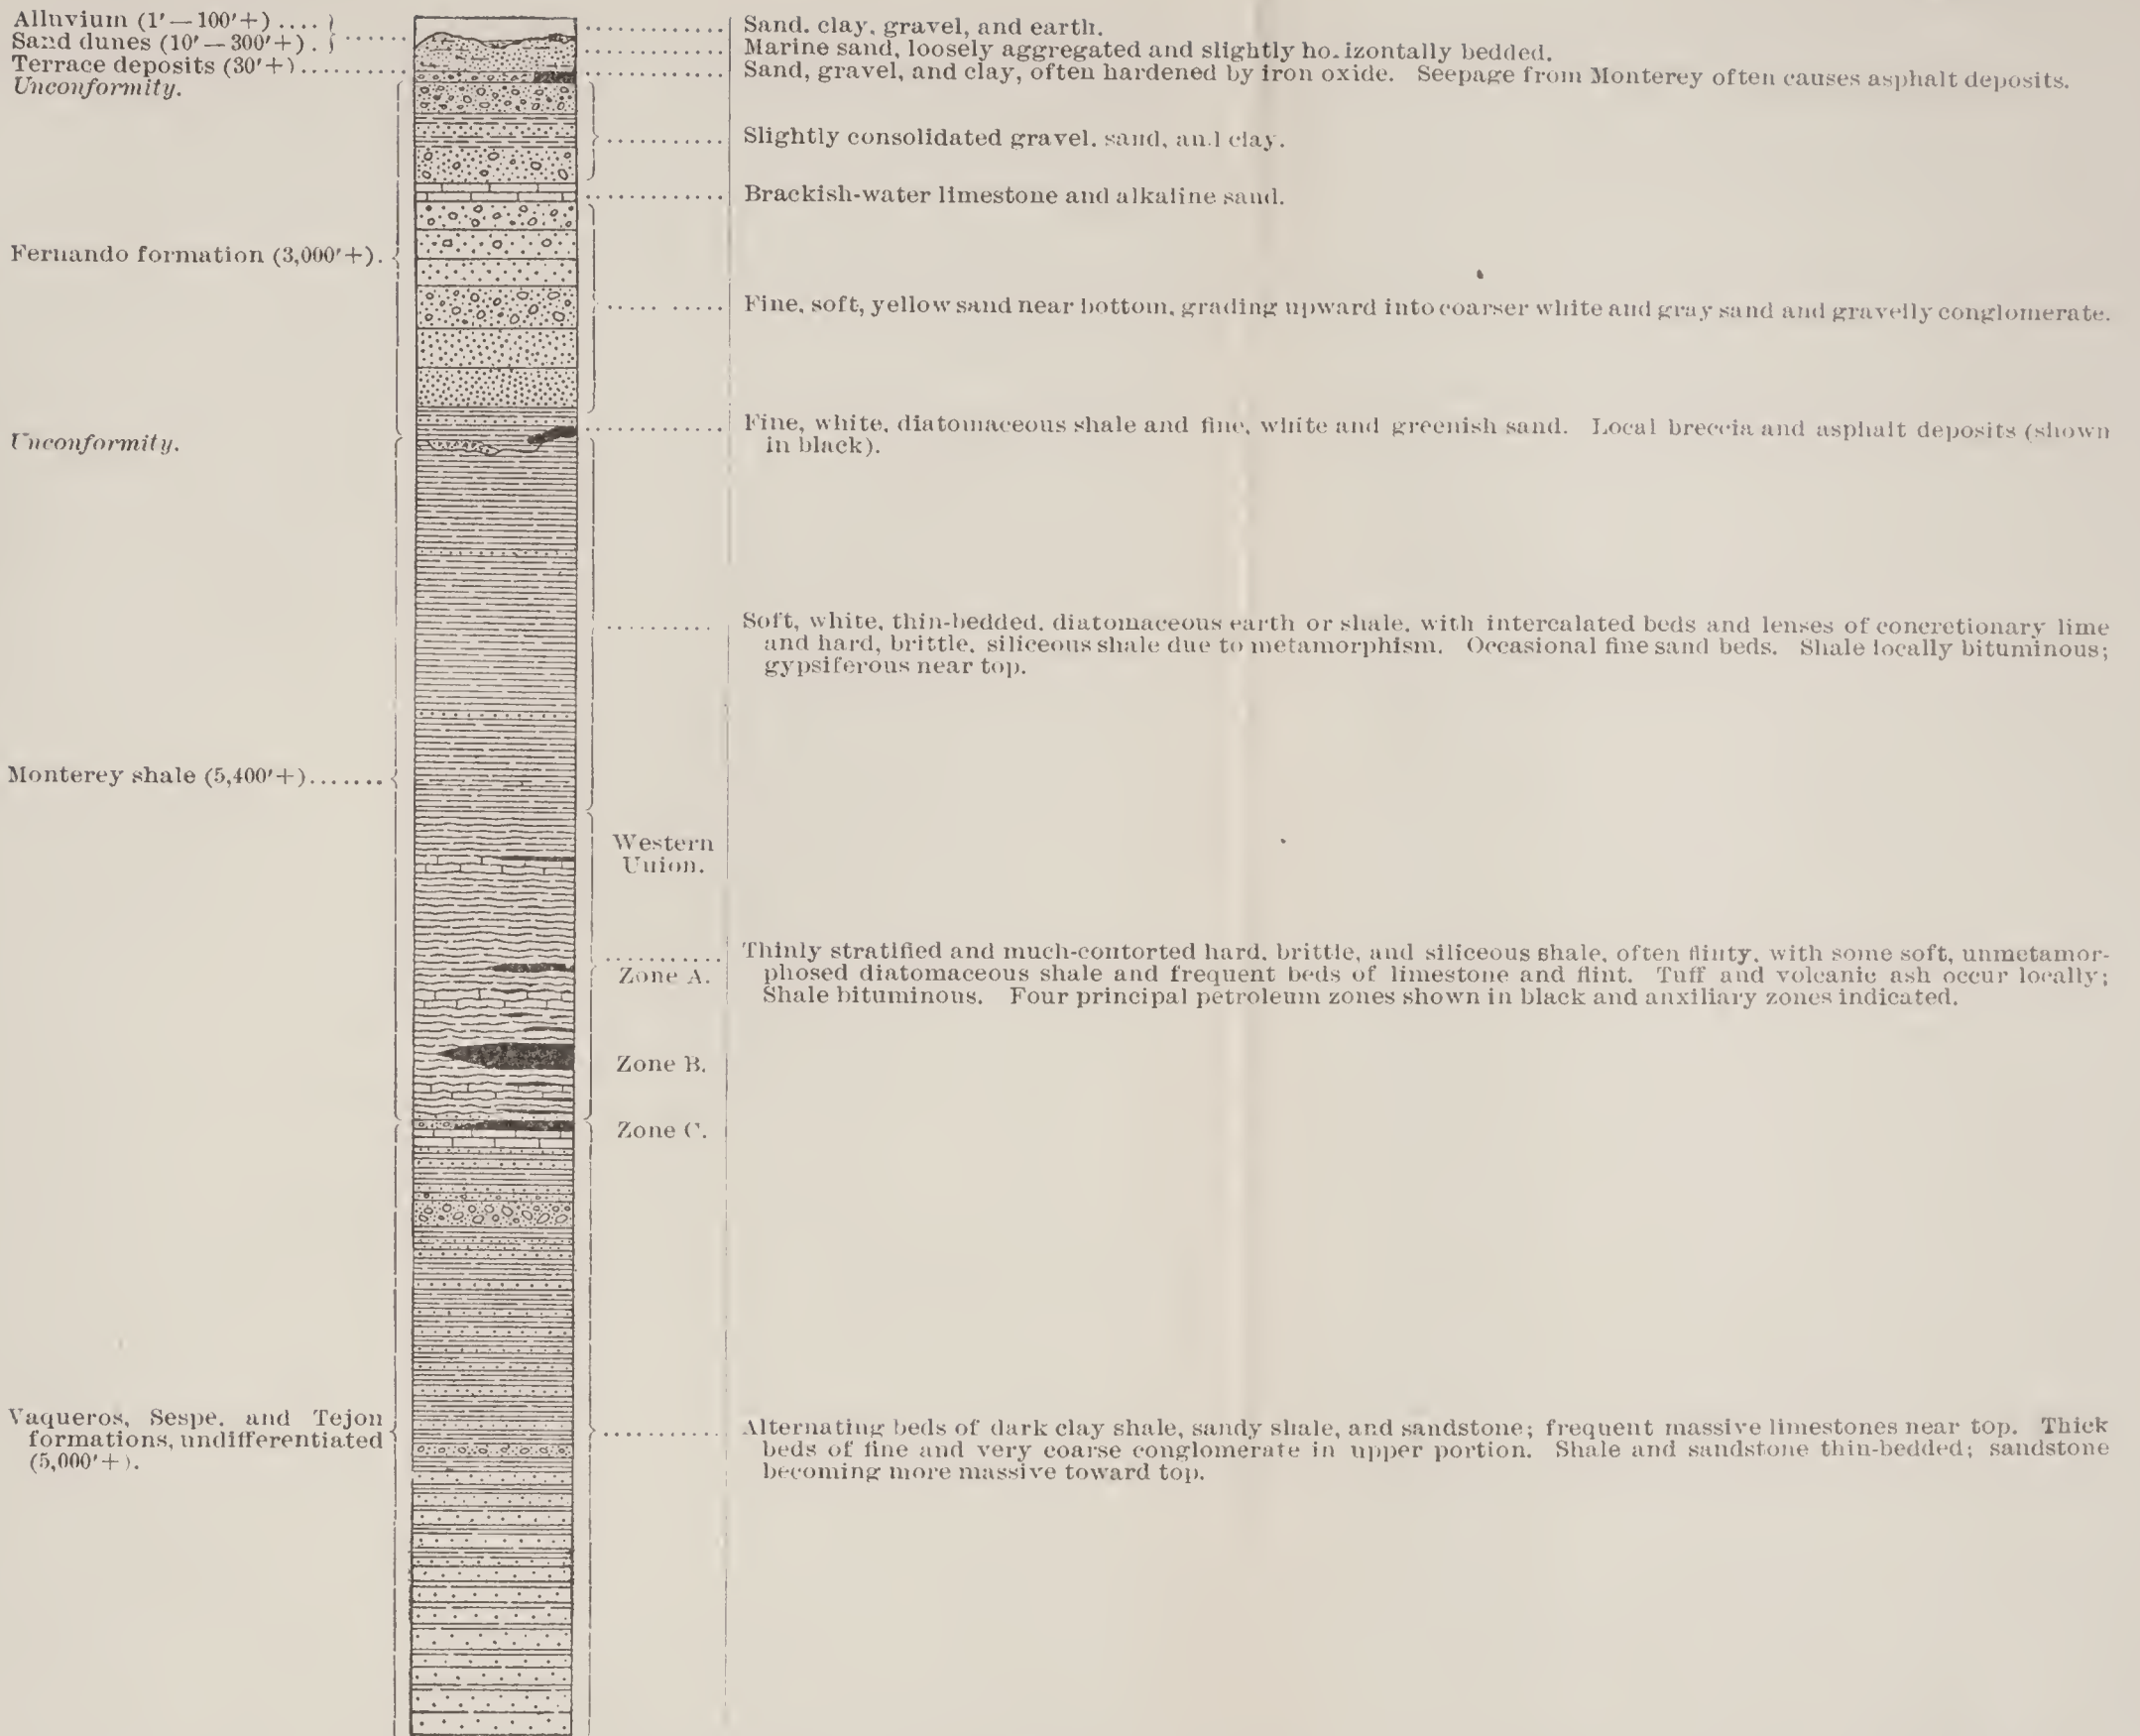 Alluvium (1′—100′+) ....
Sand dunes (10′—300′+) .
Terrace deposits (30′+) ..........
Unconformity.
Sand, clay, gravel, and earth.
Marine sand, loosely aggregated and slightly ho.izontally bedded.
Sand, gravel, and clay, often hardened by iron oxide. Seepage from Monterey often causes asphalt deposits.
Slightly consolidated gravel, sand, and clay.
Brackish-water limestone and alkaline sand.
Fernando formation (3,000′+).
Fine, soft, yellow sand near bottom, grading upward into coarser white and gray sand and gravelly conglomerate.
Unconformity.
Fine, white, diatomaceous shale and fine, white and greenish sand. Local breccia and asphalt deposits (shown
in black).
Soft, white, thin-bedded, diatomaceous earth or shale, with intercalated beds and lenses of concretionary lime
and hard, brittle, siliceous shale due to metamorphism. Occasional fine sand beds. Shale locally bituminous;
gypsiferous near top.
Monterey shale (5,400′+).......
Western
Union.
Zone A.
Thinly stratified and much-contorted hard, brittle, and siliceous shale, often flinty, with some soft, unmetamor-
phosed diatomaceous shale and frequent beds of limestone and flint. Tuff and volcanic ash occur locally;
Shale bituminous. Four principal petroleum zones shown in black and auxiliary zones indicated.
Zone B.
Zone C.
Vaqueros, Sespe, and Tejon
formations, undifferentiated
(5,000′+).
Alternating beds of dark clay shale, sandy shale, and sandstone; frequent massive limestones near top. Thick
beds of fine and very coarse conglomerate in upper portion. Shale and sandstone thin-bedded; sandstone
becoming more massive toward top.